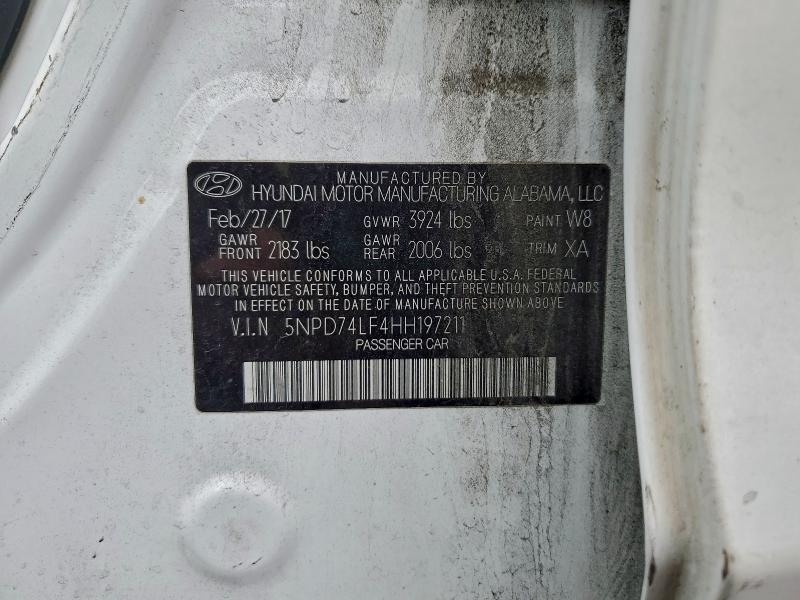 MANUFACTURED BY
HYUNDAI MOTOR MANUFACTURING ALABAMA, LLC
Feb/27/17 GVWR 3924 lbs PAINT W8
GAWR FRONT 2183 lbs GAWR REAR 2006 lbs TRIM XA
THIS VEHICLE CONFORMS TO ALL APPLICABLE U.S.A. FEDERAL
MOTOR VEHICLE SAFETY, BUMPER, AND THEFT PREVENTION STANDARDS
IN EFFECT ON THE DATE OF MANUFACTURE SHOWN ABOVE
V.I.N 5NPD74LF4HH197211
PASSENGER CAR